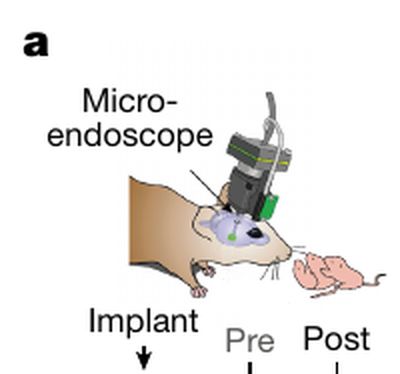 a
Micro-
endoscope
Implant
Pre
Post